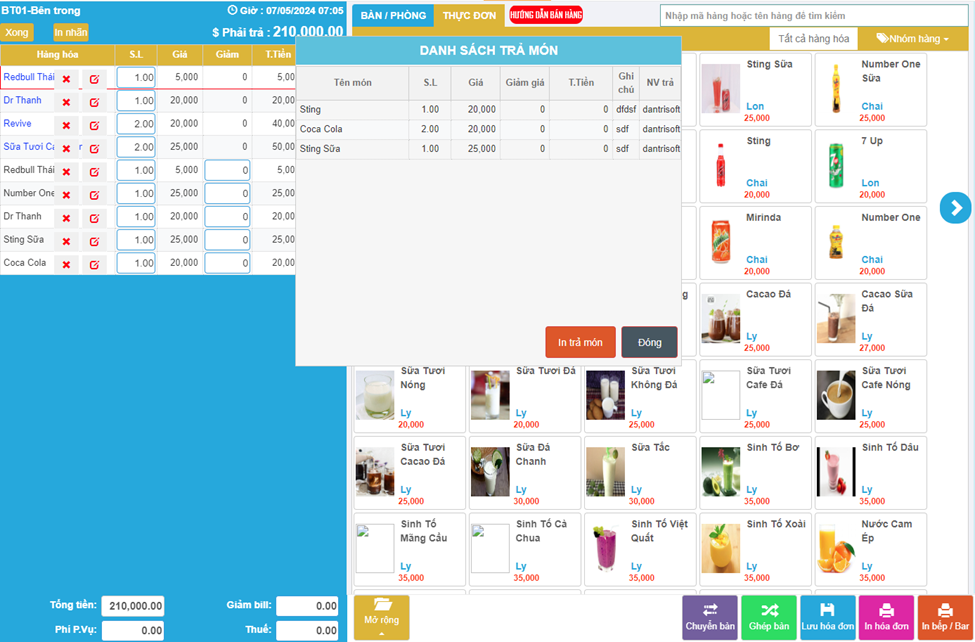 BT01-Bên trong
Giờ : 07/05/2024 07:05
Xong
In nhãn
$ Phải trả : 210,000.00
Hàng hóa S.L Giá Giảm T.Tiền
Redbull Thái 1.00 5,000 0 5,00
Dr Thanh 1.00 20,000 0 20,00
Revive 2.00 20,000 0 40,00
Sữa Tươi Ca 2.00 25,000 0 50,00
Redbull Thái 1.00 5,000 0 5,00
Number One 1.00 25,000 0 25,00
Dr Thanh 1.00 20,000 0 20,00
Sting Sữa 1.00 25,000 0 25,00
Coca Cola 1.00 20,000 0 20,00
Tổng tiền: 210,000.00 Giảm bill: 0.00
Phí P.Vụ: 0.00 Thuế: 0.00
BÀN / PHÒNG
THỰC ĐƠN
HƯỚNG DẪN BÁN HÀNG
Nhập mã hàng hoặc tên hàng để tìm kiếm
Tất cả hàng hóa
Nhóm hàng
DANH SÁCH TRẢ MÓN
Tên món S.L Giá Giảm giá T.Tiền Ghi chú NV trả
Sting 1.00 20,000 0 0 dfdsf dantrisoft
Coca Cola 2.00 20,000 0 0 sdf dantrisoft
Sting Sữa 1.00 25,000 0 0 sdf dantrisoft
In trả món
Đóng
Sting Sữa
Lon
25,000
Number One
Sữa
Chai
25,000
Sting
Chai
20,000
7 Up
Lon
20,000
Mirinda
Chai
20,000
Number One
Chai
20,000
g
Cacao Đá
Ly
25,000
Cacao Sữa
Đá
Ly
27,000
Sữa Tươi
Nóng
Ly
20,000
Sữa Tươi Đá
Ly
20,000
Sữa Tươi
Không Đá
Ly
25,000
Sữa Tươi
Cafe Đá
Ly
25,000
Sữa Tươi
Cafe Nóng
Ly
25,000
Sữa Tươi
Cacao Đá
Ly
25,000
Sữa Đá
Chanh
Ly
30,000
Sữa Tắc
Ly
30,000
Sinh Tố Bơ
Ly
35,000
Sinh Tố Dâu
Ly
35,000
Sinh Tố
Mãng Cầu
Ly
35,000
Sinh Tố Cà
Chua
Ly
35,000
Sinh Tố Việt
Quất
Ly
35,000
Sinh Tố Xoài
Ly
35,000
Nước Cam
Ép
Ly
35,000
Mở rộng
Chuyển bàn
Ghép bàn
Lưu hóa đơn
In hóa đơn
In bếp / Bar